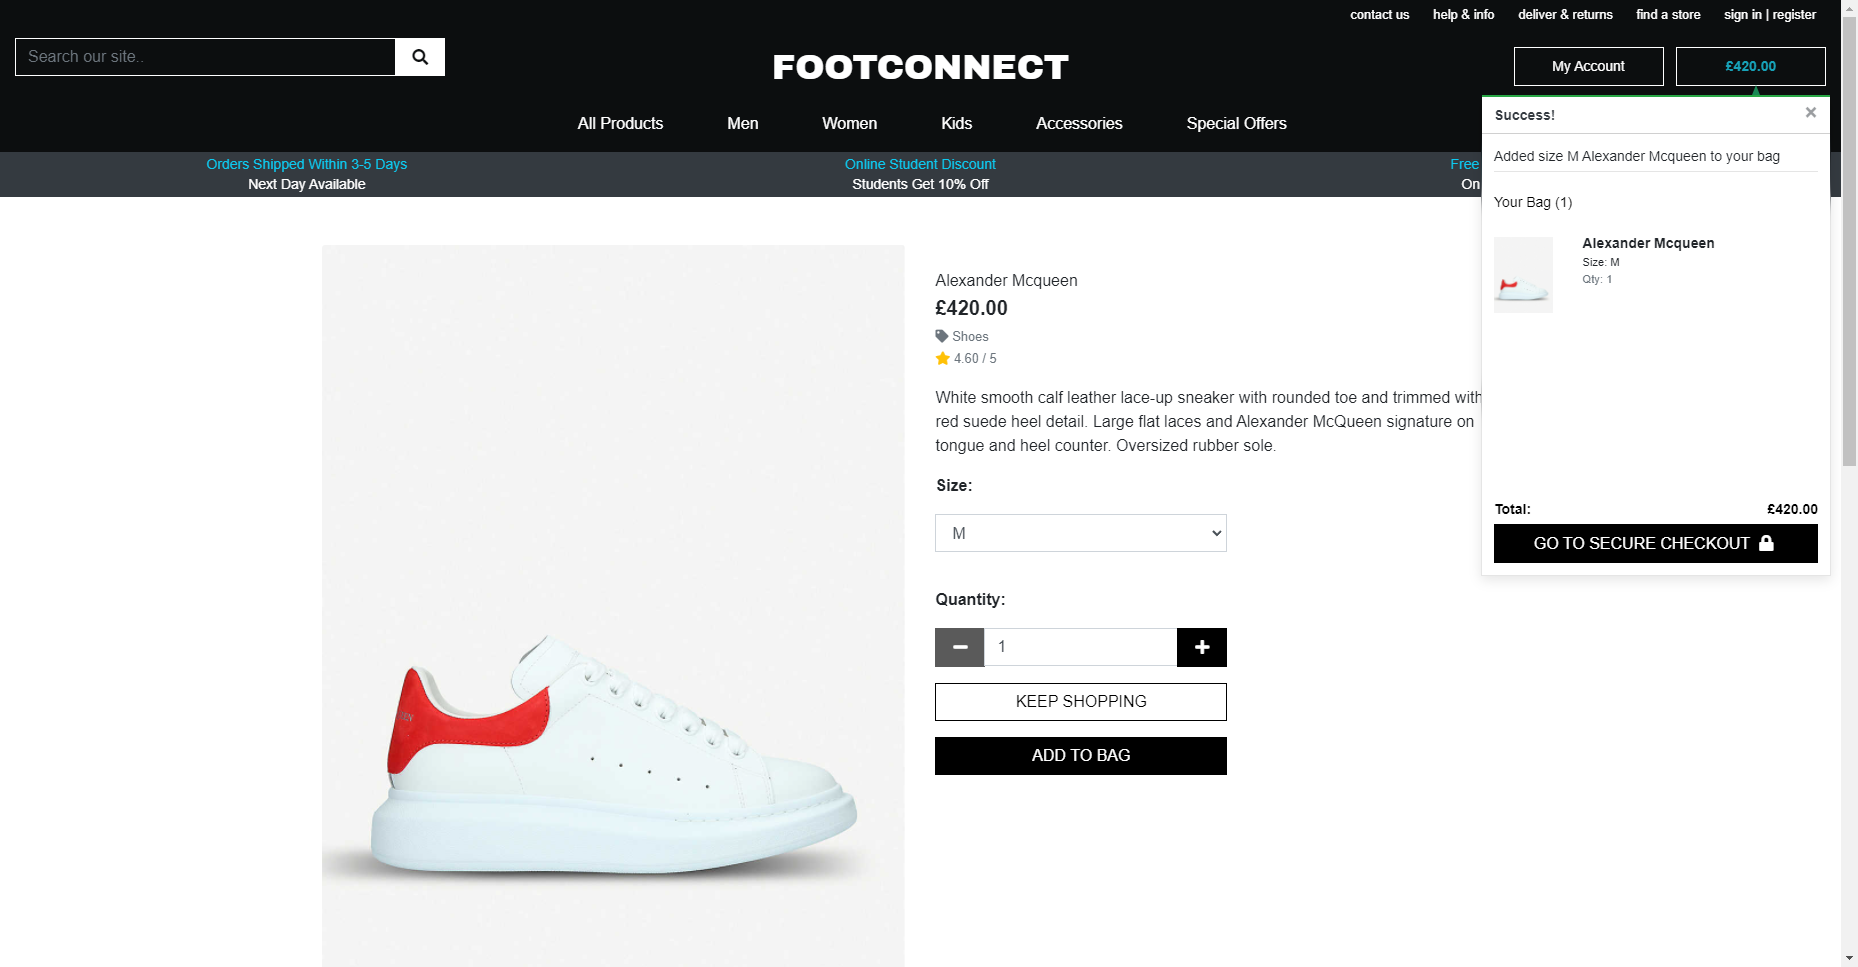 contact us help & info deliver & returns find a store sign in | register
Search our site..
FOOTCONNECT
My Account
£420.00
All Products Men Women Kids Accessories Special Offers
Orders Shipped Within 3-5 Days
Next Day Available
Online Student Discount
Students Get 10% Off
Free
On
Success! ×
Added size M Alexander Mcqueen to your bag
Your Bag (1)
Alexander Mcqueen
Size: M
Qty: 1
Total: £420.00
GO TO SECURE CHECKOUT
Alexander Mcqueen
£420.00
Shoes
4.60 / 5
White smooth calf leather lace-up sneaker with rounded toe and trimmed with
red suede heel detail. Large flat laces and Alexander McQueen signature on
tongue and heel counter. Oversized rubber sole.
Size:
M
Quantity:
1
KEEP SHOPPING
ADD TO BAG